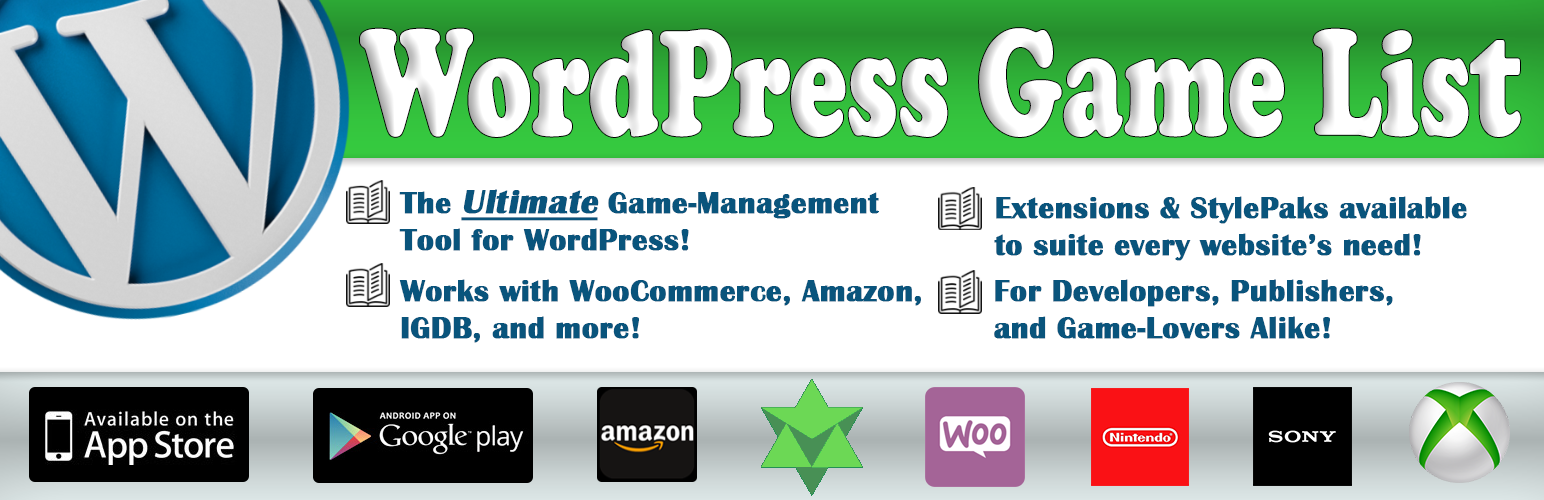 WordPress Game List
The Ultimate Game-Management
Tool for WordPress!
Works with WooCommerce, Amazon,
IGDB, and more!
Extensions & StylePaks available
to suite every website's need!
For Developers, Publishers,
and Game-Lovers Alike!
Available on the
App Store
ANDROID APP ON
Google play
amazon
WOO
Nintendo
SONY